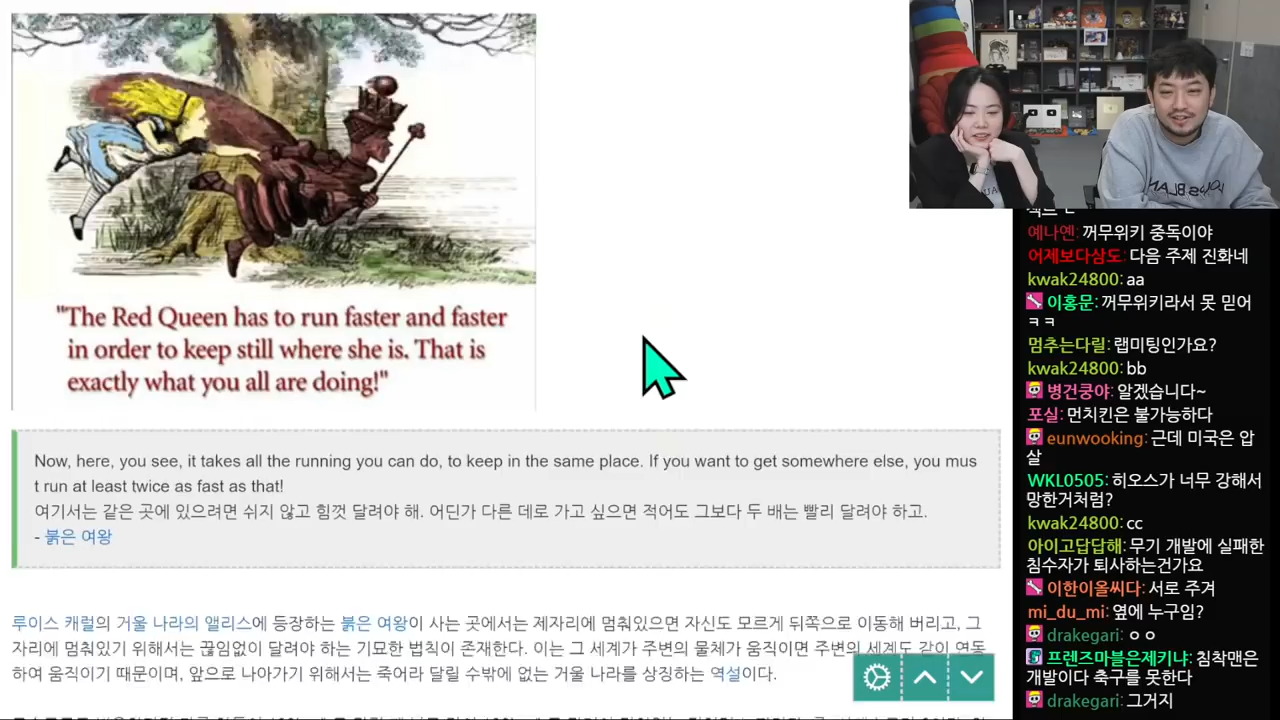 "The Red Queen has to run faster and faster
in order to keep still where she is. That is
exactly what you all are doing!"
Now, here, you see, it takes all the running you can do, to keep in the same place. If you want to get somewhere else, you mus
t run at least twice as fast as that!
여기서는 같은 곳에 있으려면 쉬지 않고 힘껏 달려야 해. 어딘가 다른 데로 가고 싶으면 적어도 그보다 두 배는 빨리 달려야 하고.
- 붉은 여왕
루이스 캐럴의 거울 나라의 앨리스에 등장하는 붉은 여왕이 사는 곳에서는 제자리에 멈춰있으면 자신도 모르게 뒤쪽으로 이동해 버리고, 그
자리에 멈춰있기 위해서는 끊임없이 달려야 하는 기묘한 법칙이 존재한다. 이는 그 세계가 주변의 물체가 움직이면 주변의 세계도 같이 연동
하여 움직이기 때문이며, 앞으로 나아가기 위해서는 죽어라 달릴 수밖에 없는 거울 나라를 상징하는 역설이다.
예나옌: 꺼무위키 중독이야
어제보다삼도: 다음 주제 진화네
kwak24800: aa
이홍문: 꺼무위키라서 못 믿어
ㅋㅋ
멈추는다릴: 랩미팅인가요?
kwak24800: bb
병건쿵야: 알겠습니다~
포실: 먼치킨은 불가능하다
eunwooking: 근데 미국은 압
살
WKL0505: 히오스가 너무 강해서
망한거처럼?
kwak24800: cc
아이고답답해: 무기 개발에 실패한
침수자가 퇴사하는건가요
이한이올씨다: 서로 주겨
mi_du_mi: 옆에 누구임?
drakegari: ㅇㅇ
프렌즈마블은제키냐: 침착맨은
개발이다 축구를 못한다
drakegari: 그거지